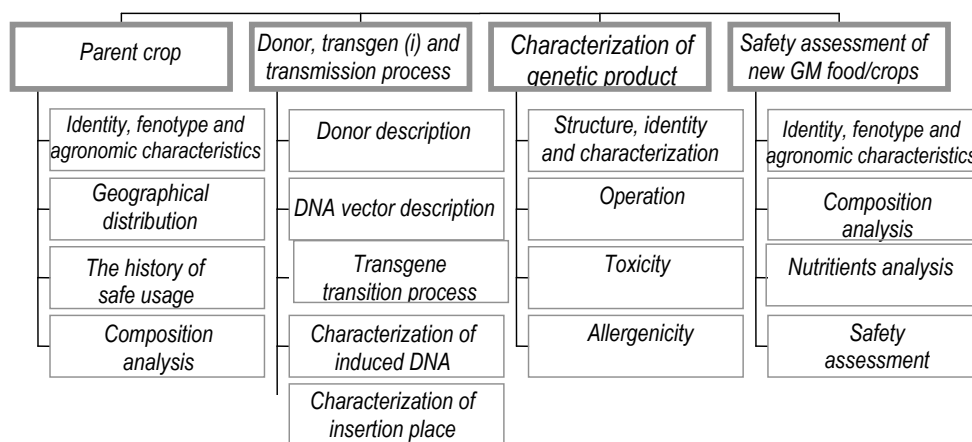 Parent crop
Donor, transgen (i) and
transmission process
Characterization of
genetic product
Safety assessment of
new GM food/crops
Identity, fenotype and
agronomic characteristics
Geographical
distribution
The history of
safe usage
Composition
analysis
Donor description
DNA vector description
Transgene
transition process
Characterization of
induced DNA
Characterization of
insertion place
Structure, identity
and characterization
Operation
Toxicity
Allergenicity
Identity, fenotype and
agronomic characteristics
Composition
analysis
Nutritients analysis
Safety
assessment